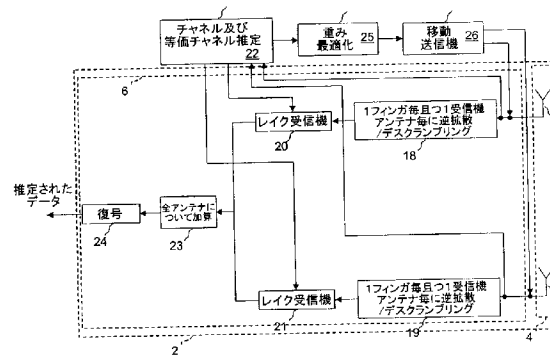 チャネル及び
等価チャネル推定
22
重み
最適化
25
移動
送信機
26
6
レイク受信機
20
1フィンガ毎且つ1受信機
アンテナ毎に逆拡散
/デスクランブリング
18
推定された
データ
復号
24
全アンテナに
ついて加算
23
レイク受信機
21
1フィンガ毎且つ1受信機
アンテナ毎に逆拡散
/デスクランブリング
19
2
4